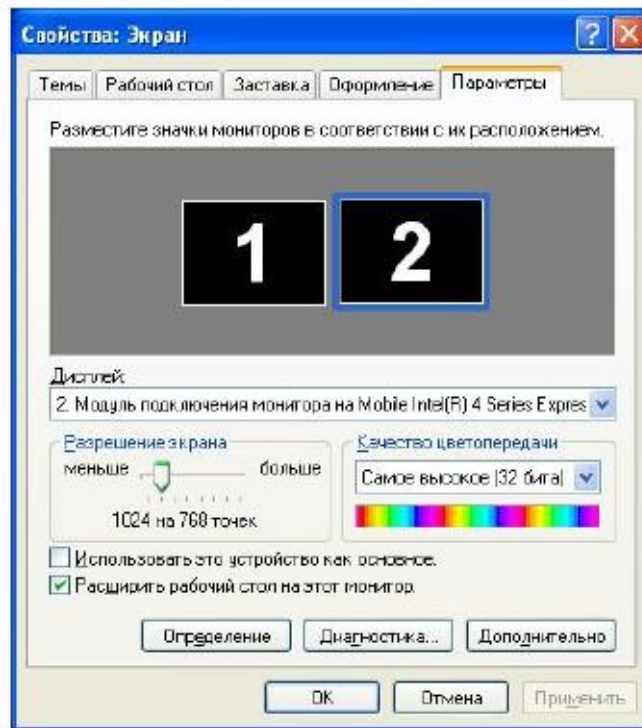 Свойства: Экран
Темы Рабочий стол Заставка Оформление Параметры
Разместите значки мониторов в соответствии с их расположением.
1 2
Дисплей:
2. Модуль подключения монитора на Mobile Intel(R) 4 Series Expres
Разрешение экрана Качество цветопередачи
меньше больше Самое высокое (32 бита)
1024 на 768 точек
Использовать это устройство как основное.
Расширить рабочий стол на этот монитор.
Определение Диагностика... Дополнительно
OK Отмена Применить